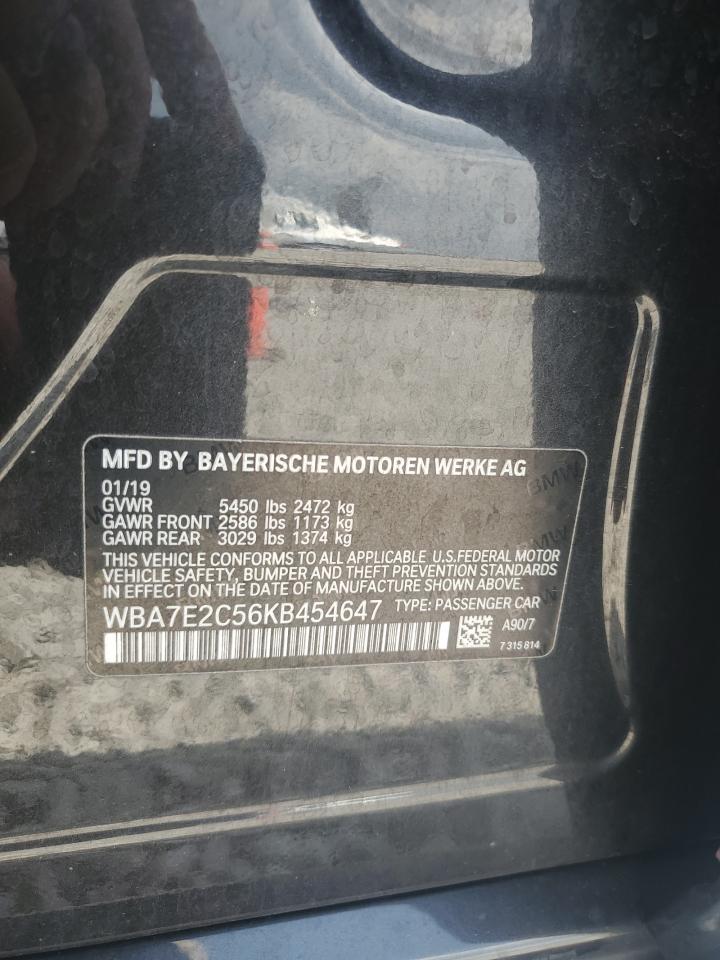 MFD BY BAYERISCHE MOTOREN WERKE AG
01/19
GVWR 5450 lbs 2472 kg
GAWR FRONT 2586 lbs 1173 kg
GAWR REAR 3029 lbs 1374 kg
THIS VEHICLE CONFORMS TO ALL APPLICABLE U.S.FEDERAL MOTOR
VEHICLE SAFETY, BUMPER AND THEFT PREVENTION STANDARDS
IN EFFECT ON THE DATE OF MANUFACTURE SHOWN ABOVE.
WBA7E2C56KB454647 TYPE: PASSENGER CAR
A90/7
7 315 814
BMW